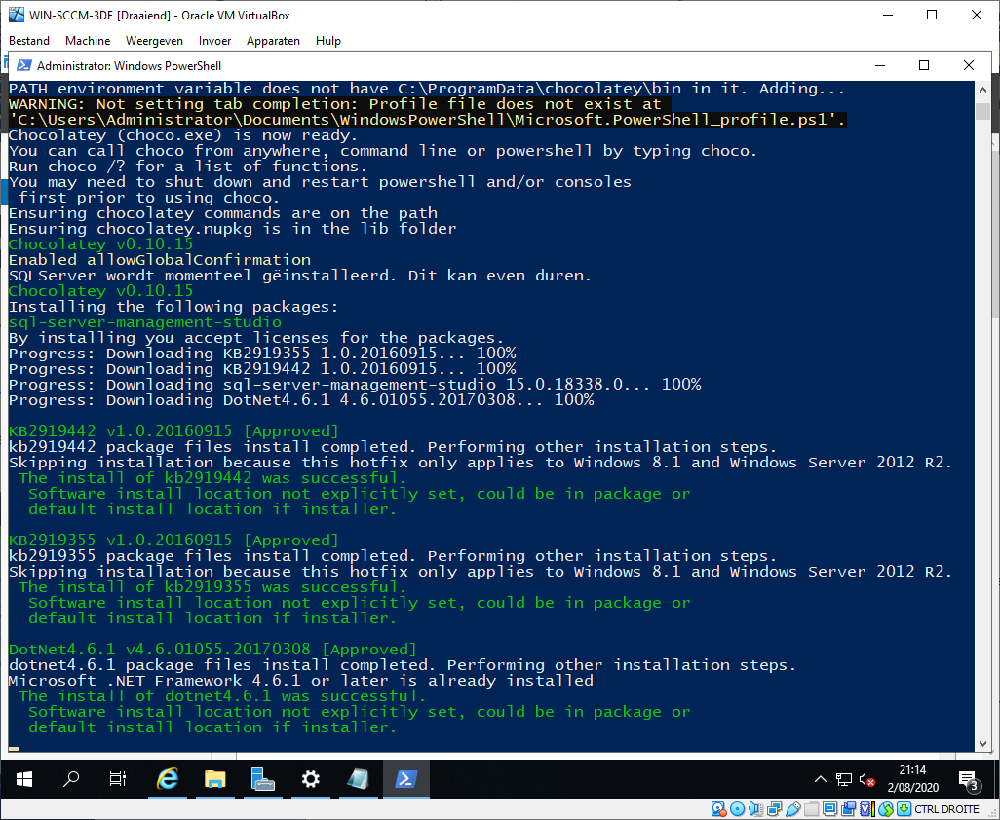 WIN-SCCM-3DE [Draaiend] - Oracle VM VirtualBox
Bestand Machine Weergeven Invoer Apparaten Hulp
Administrator: Windows PowerShell
PATH environment variable does not have C:\ProgramData\chocolatey\bin in it. Adding...
WARNING: Not setting tab completion: Profile file does not exist at
'C:\Users\Administrator\Documents\WindowsPowerShell\Microsoft.PowerShell_profile.ps1'.
Chocolatey (choco.exe) is now ready.
You can call choco from anywhere, command line or powershell by typing choco.
Run choco /? for a list of functions.
You may need to shut down and restart powershell and/or consoles
first prior to using choco.
Ensuring chocolatey commands are on the path
Ensuring chocolatey.nupkg is in the lib folder
Chocolatey v0.10.15
Enabled allowGlobalConfirmation
SQLServer wordt momenteel gëinstalleerd. Dit kan even duren.
Chocolatey v0.10.15
Installing the following packages:
sql-server-management-studio
By installing you accept licenses for the packages.
Progress: Downloading KB2919355 1.0.20160915... 100%
Progress: Downloading KB2919442 1.0.20160915... 100%
Progress: Downloading sql-server-management-studio 15.0.18338.0... 100%
Progress: Downloading DotNet4.6.1 4.6.01055.20170308... 100%
KB2919442 v1.0.20160915 [Approved]
kb2919442 package files install completed. Performing other installation steps.
Skipping installation because this hotfix only applies to Windows 8.1 and Windows Server 2012 R2.
The install of kb2919442 was successful.
Software install location not explicitly set, could be in package or
default install location if installer.
KB2919355 v1.0.20160915 [Approved]
kb2919355 package files install completed. Performing other installation steps.
Skipping installation because this hotfix only applies to Windows 8.1 and Windows Server 2012 R2.
The install of kb2919355 was successful.
Software install location not explicitly set, could be in package or
default install location if installer.
DotNet4.6.1 v4.6.01055.20170308 [Approved]
dotnet4.6.1 package files install completed. Performing other installation steps.
Microsoft .NET Framework 4.6.1 or later is already installed
The install of dotnet4.6.1 was successful.
Software install location not explicitly set, could be in package or
default install location if installer.
21:14
2/08/2020
3
CTRL DROITE